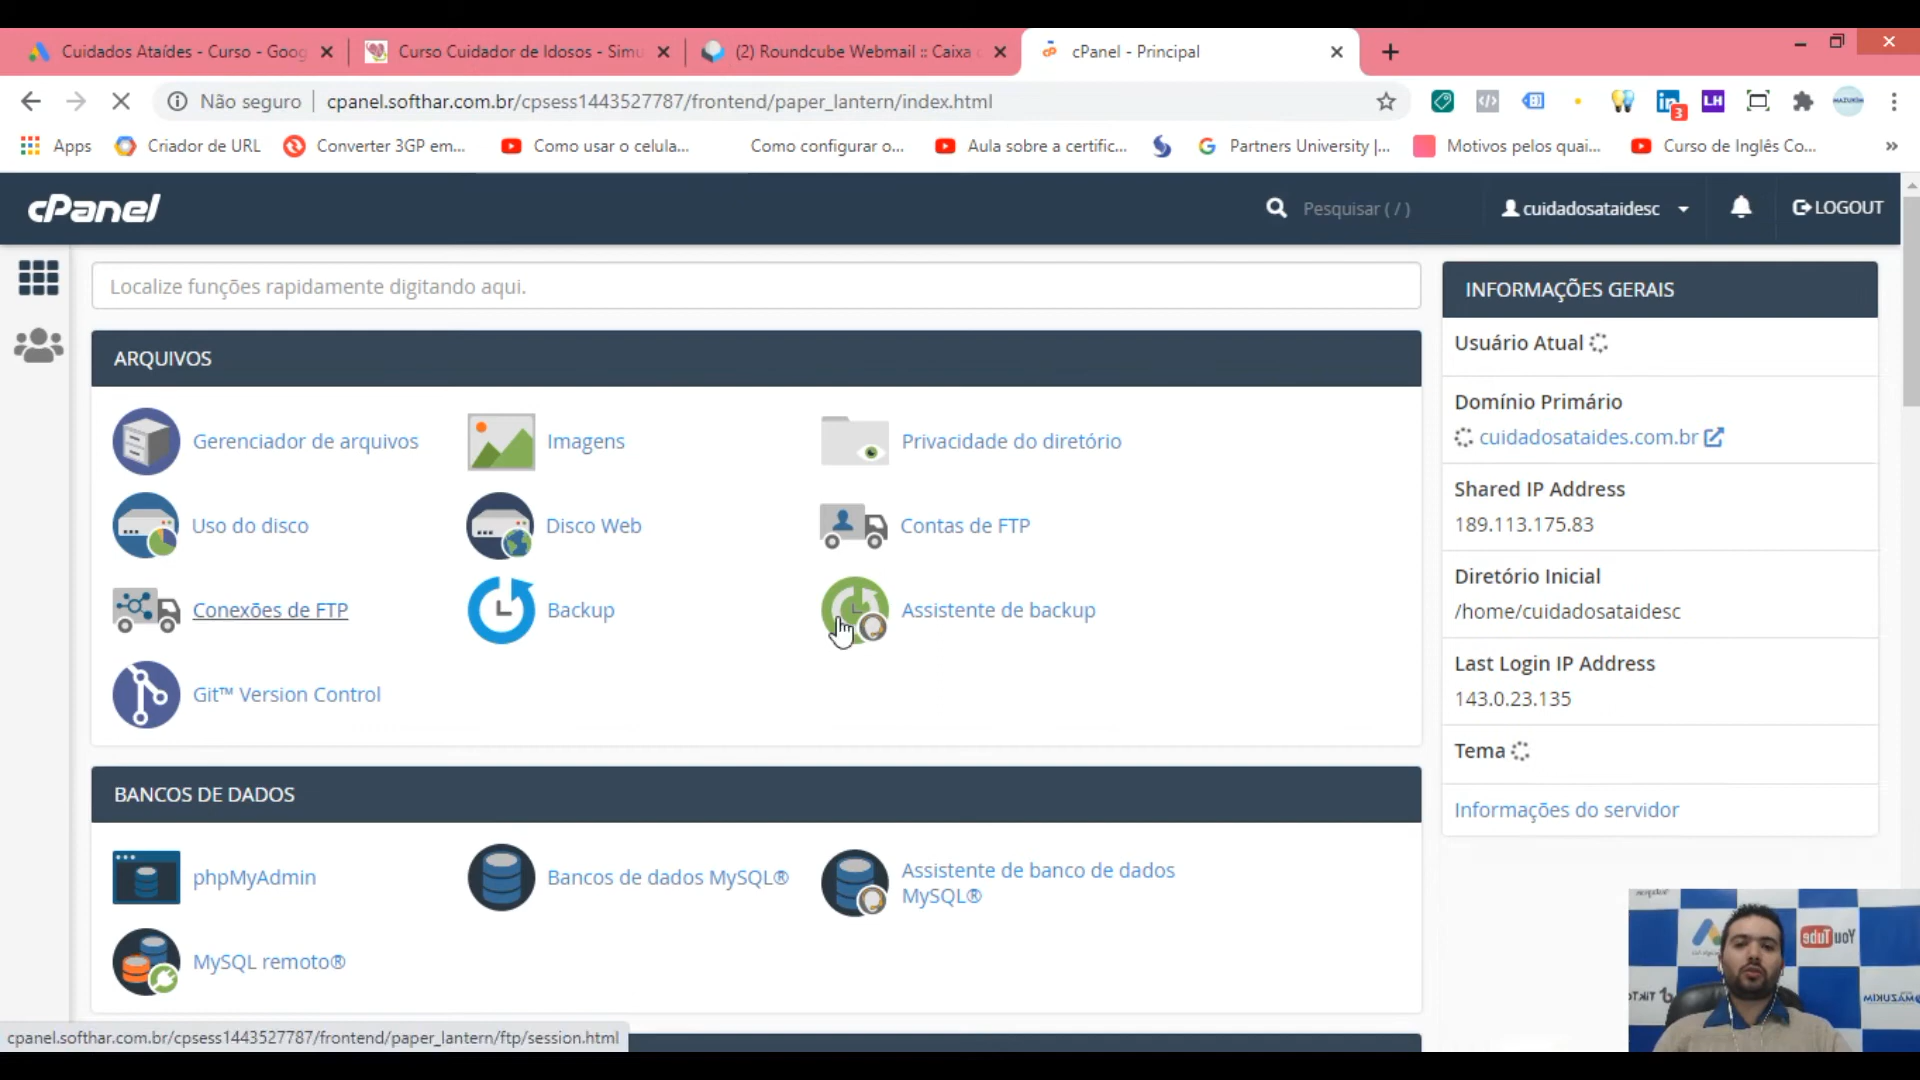 Cuidados Ataídes - Curso - Goog
Curso Cuidador de Idosos - Simu
(2) Roundcube Webmail :: Caixa
cPanel - Principal
Não seguro
cpanel.softhar.com.br/cpsess1443527787/frontend/paper_lantern/index.html
LH
3
MAZUKIM
Apps
Criador de URL
Converter 3GP em...
Como usar o celula...
Como configurar o...
Aula sobre a certific...
Partners University |...
Motivos pelos quai...
Curso de Inglês Co...
»
cPanel
Pesquisar ( / )
cuidadosataidesc
LOGOUT
Localize funções rapidamente digitando aqui.
ARQUIVOS
Gerenciador de arquivos
Imagens
Privacidade do diretório
Uso do disco
Disco Web
Contas de FTP
Conexões de FTP
Backup
Assistente de backup
Git™ Version Control
BANCOS DE DADOS
phpMyAdmin
Bancos de dados MySQL®
Assistente de banco de dados
MySQL®
MySQL remoto®
INFORMAÇÕES GERAIS
Usuário Atual
Domínio Primário
cuidadosataides.com.br
Shared IP Address
189.113.175.83
Diretório Inicial
/home/cuidadosataidesc
Last Login IP Address
143.0.23.135
Tema
Informações do servidor
YouTube
TikT
MAZUKIM
cpanel.softhar.com.br/cpsess1443527787/frontend/paper_lantern/ftp/session.html